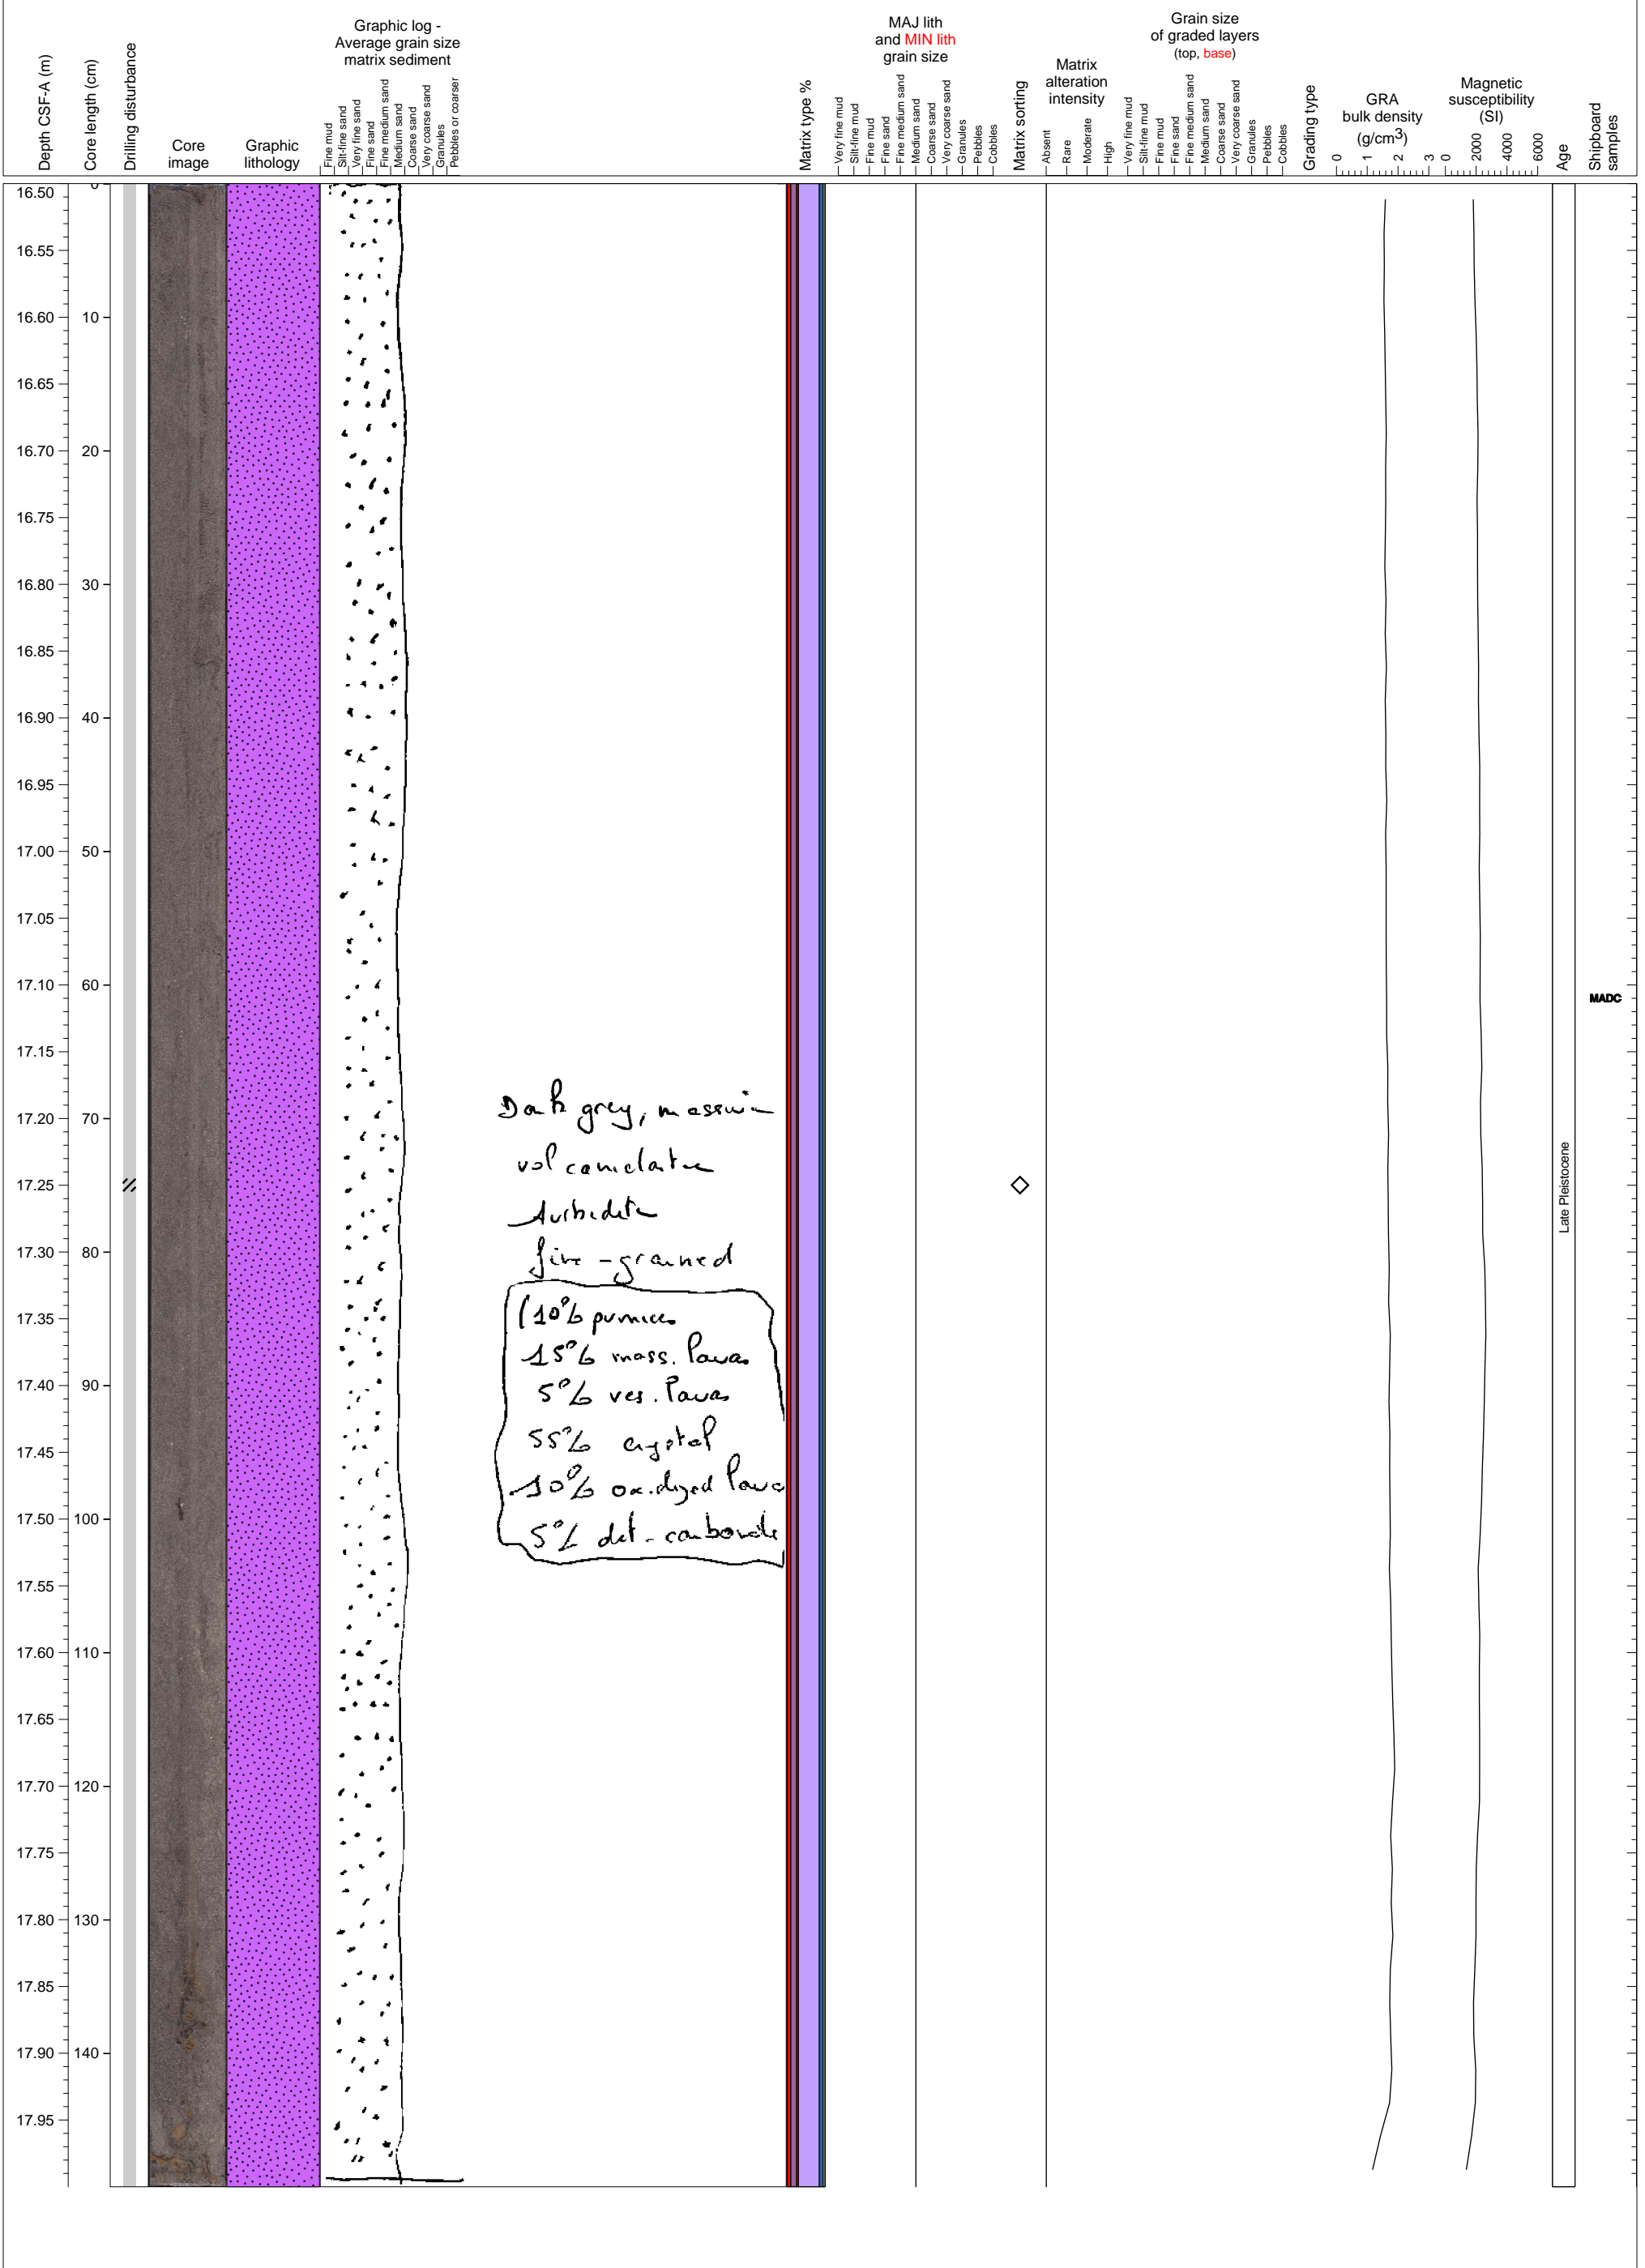 Graphic log -
Average grain size
matrix sediment
MAJ lith
and MIN lith
grain size
Grain size
of graded layers
(top, base)
Matrix
alteration
intensity
GRA
bulk density
(g/cm3)
Magnetic
susceptibility
(SI)
Depth CSF-A (m)
Core length (cm)
Drilling disturbance
Core
image
Graphic
lithology
Fine mud
Silt-fine sand
Very fine sand
Fine sand
Fine medium sand
Medium sand
Coarse sand
Very coarse sand
Granules
Pebbles or coarser
Matrix type %
Very fine mud
Silt-fine mud
Fine mud
Fine sand
Fine medium sand
Medium sand
Coarse sand
Very coarse sand
Granules
Pebbles
Cobbles
Matrix sorting
Absent
Rare
Moderate
High
Very fine mud
Silt-fine mud
Fine mud
Fine sand
Fine medium sand
Medium sand
Coarse sand
Very coarse sand
Granules
Pebbles
Cobbles
Grading type
0 1 2 3
0 2000 4000 6000
Age
Shipboard
samples
16.50 0
16.55
16.60 10
16.65
16.70 20
16.75
16.80 30
16.85
16.90 40
16.95
17.00 50
17.05
17.10 60
MADC
17.15
17.20 70
Dark grey, massive
volcaniclastic
17.25
Late Pleistocene
turbidite
17.30 80
fine-grained
17.35
(10% pumices
15% mass. lavas
17.40 90
5% ves. lavas
17.45
55% crystal
10% oxidized lava
17.50 100
5% det-carbonate
17.55
17.60 110
17.65
17.70 120
17.75
17.80 130
17.85
17.90 140
17.95